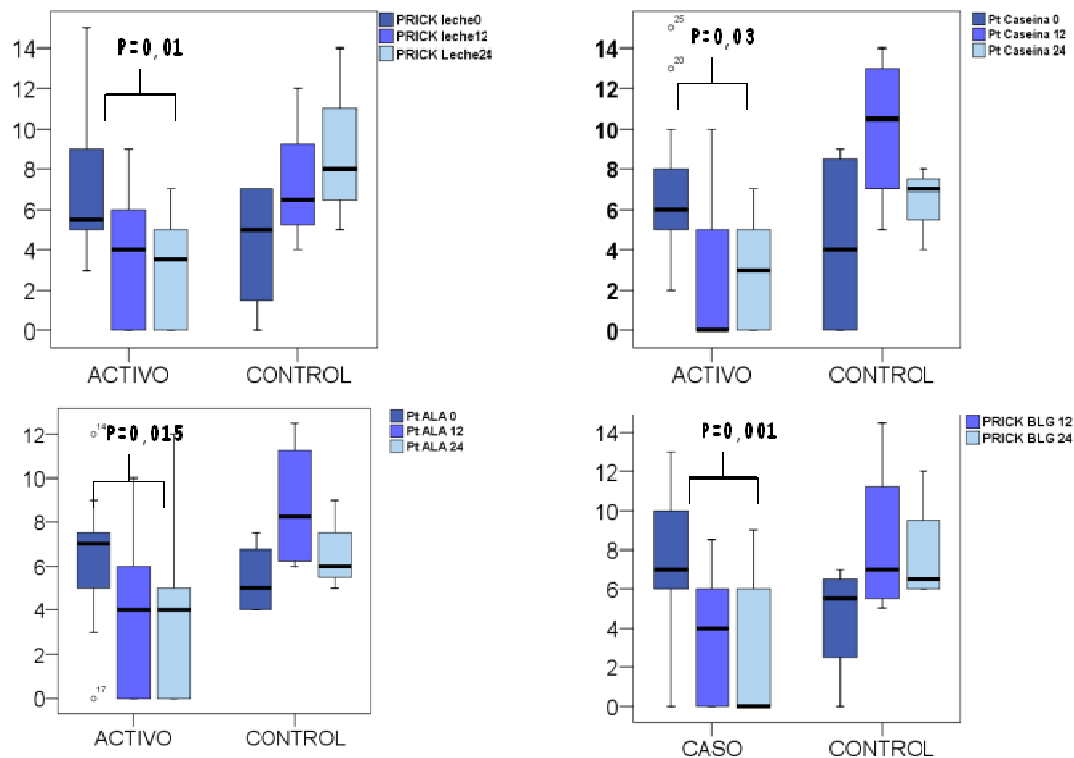 PRICK leche0
PRICK leche12
PRICK Leche24
P=0,01
14
12
10
8
6
4
2
0
ACTIVO
CONTROL
Pt Caseina 0
Pt Caseina 12
Pt Caseina 24
25
20
P=0,03
14
12
10
8
6
4
2
0
ACTIVO
CONTROL
Pt ALA 0
Pt ALA 12
Pt ALA 24
14
P=0,015
12
10
8
6
4
2
0
17
ACTIVO
CONTROL
PRICK BLG 12
PRICK BLG 24
P=0,001
14
12
10
8
6
4
2
0
CASO
CONTROL